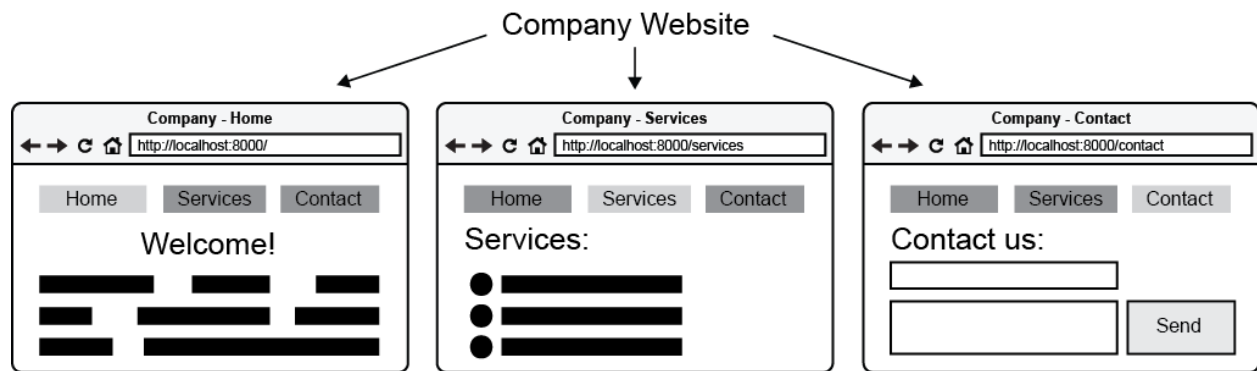 Company Website
Company - Home
http://localhost:8000/
Home Services Contact
Welcome!
Company - Services
http://localhost:8000/services
Home Services Contact
Services:
Company - Contact
http://localhost:8000/contact
Home Services Contact
Contact us:
Send